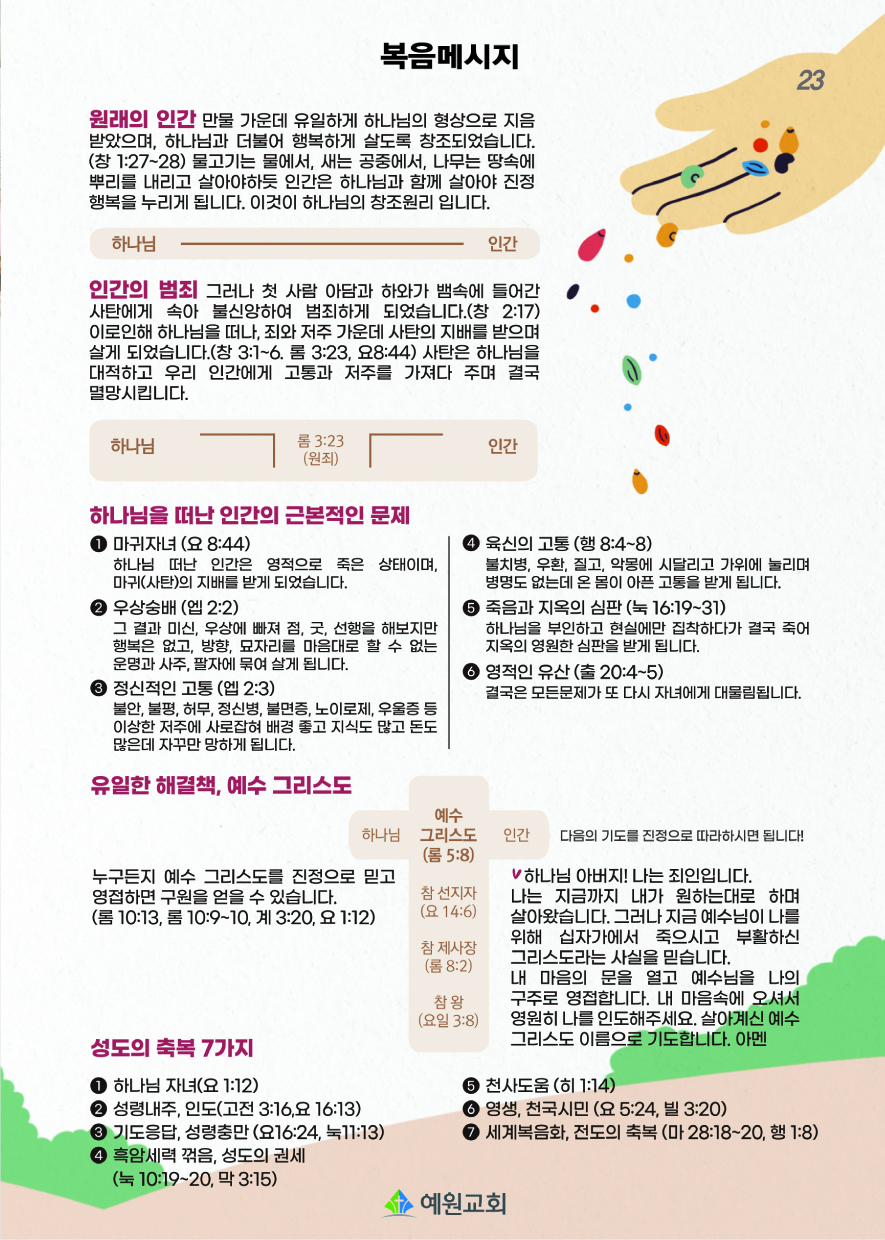 복음메시지
23
원래의 인간 만물 가운데 유일하게 하나님의 형상으로 지음
받았으며, 하나님과 더불어 행복하게 살도록 창조되었습니다.
(창 1:27~28) 물고기는 물에서, 새는 공중에서, 나무는 땅속에
뿌리를 내리고 살아야하듯 인간은 하나님과 함께 살아야 진정
행복을 누리게 됩니다. 이것이 하나님의 창조원리 입니다.
하나님 인간
인간의 범죄 그러나 첫 사람 아담과 하와가 뱀속에 들어간
사탄에게 속아 불신앙하여 범죄하게 되었습니다.(창 2:17)
이로인해 하나님을 떠나, 죄와 저주 가운데 사탄의 지배를 받으며
살게 되었습니다.(창 3:1~6. 롬 3:23, 요8:44) 사탄은 하나님을
대적하고 우리 인간에게 고통과 저주를 가져다 주며 결국
멸망시킵니다.
하나님 롬 3:23 인간
(원죄)
하나님을 떠난 인간의 근본적인 문제
❶ 마귀자녀 (요 8:44)
하나님 떠난 인간은 영적으로 죽은 상태이며,
마귀(사탄)의 지배를 받게 되었습니다.
❷ 우상숭배 (엡 2:2)
그 결과 미신, 우상에 빠져 점, 굿, 선행을 해보지만
행복은 없고, 방향, 묘자리를 마음대로 할 수 없는
운명과 사주, 팔자에 묶여 살게 됩니다.
❸ 정신적인 고통 (엡 2:3)
불안, 불평, 허무, 정신병, 불면증, 노이로제, 우울증 등
이상한 저주에 사로잡혀 배경 좋고 지식도 많고 돈도
많은데 자꾸만 망하게 됩니다.
❹ 육신의 고통 (행 8:4~8)
불치병, 우환, 질고, 악몽에 시달리고 가위에 눌리며
병명도 없는데 온 몸이 아픈 고통을 받게 됩니다.
❺ 죽음과 지옥의 심판 (눅 16:19~31)
하나님을 부인하고 현실에만 집착하다가 결국 죽어
지옥의 영원한 심판을 받게 됩니다.
❻ 영적인 유산 (출 20:4~5)
결국은 모든문제가 또 다시 자녀에게 대물림됩니다.
유일한 해결책, 예수 그리스도
누구든지 예수 그리스도를 진정으로 믿고
영접하면 구원을 얻을 수 있습니다.
(롬 10:13, 롬 10:9~10, 계 3:20, 요 1:12)
예수
하나님 그리스도 인간
(롬 5:8)
참 선지자
(요 14:6)
참 제사장
(롬 8:2)
참 왕
(요일 3:8)
다음의 기도를 진정으로 따라하시면 됩니다!
하나님 아버지! 나는 죄인입니다.
나는 지금까지 내가 원하는대로 하며
살아왔습니다. 그러나 지금 예수님이 나를
위해 십자가에서 죽으시고 부활하신
그리스도라는 사실을 믿습니다.
내 마음의 문을 열고 예수님을 나의
구주로 영접합니다. 내 마음속에 오셔서
영원히 나를 인도해주세요. 살아계신 예수
그리스도 이름으로 기도합니다. 아멘
성도의 축복 7가지
❶ 하나님 자녀(요 1:12)
❷ 성령내주, 인도(고전 3:16,요 16:13)
❸ 기도응답, 성령충만 (요16:24, 눅11:13)
❹ 흑암세력 꺾음, 성도의 권세
(눅 10:19~20, 막 3:15)
❺ 천사도움 (히 1:14)
❻ 영생, 천국시민 (요 5:24, 빌 3:20)
❼ 세계복음화, 전도의 축복 (마 28:18~20, 행 1:8)
예원교회